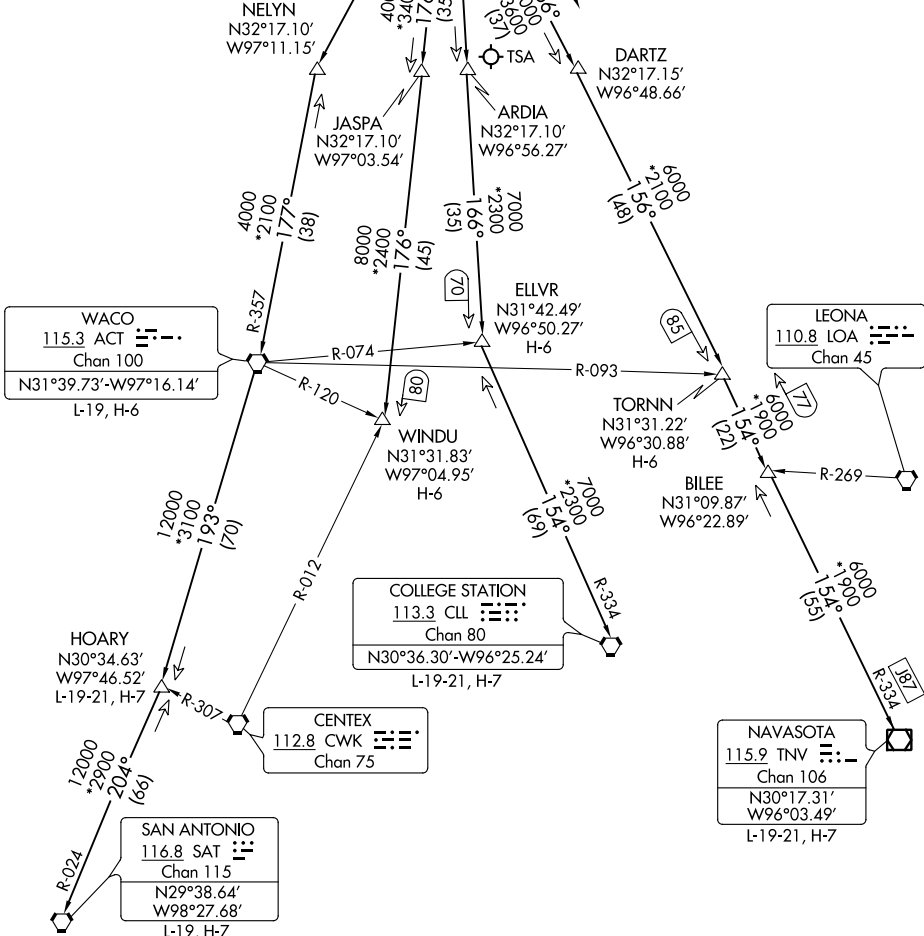 NELYN
N32°17.10′
W97°11.15′
400
*340
176
(35
000
3600
(37)
56°
TSA
DARTZ
N32°17.15′
W96°48.66′
JASPA
N32°17.10′
W97°03.54′
ARDIA
N32°17.10′
W96°56.27′
4000
*2100
177°
(38)
8000
*2400
176°
(45)
7000
*2300
166°
(35)
6000
*2100
156°
(48)
R-357
70
ELLVR
N31°42.49′
W96°50.27′
H-6
85
WACO
115.3 ACT
Chan 100
N31°39.73′-W97°16.14′
L-19, H-6
LEONA
110.8 LOA
Chan 45
R-074
R-093
R-120
80
WINDU
N31°31.83′
W97°04.95′
H-6
TORNN
N31°31.22′
W96°30.88′
H-6
77
6000
*1900
154°
(22)
BILEE
N31°09.87′
W96°22.89′
R-269
12000
*3100
193°
(70)
7000
*2300
154°
(69)
R-012
R-334
6000
*1900
154°
(55)
COLLEGE STATION
113.3 CLL
Chan 80
N30°36.30′-W96°25.24′
L-19-21, H-7
HOARY
N30°34.63′
W97°46.52′
L-19-21, H-7
R-307
CENTEX
112.8 CWK
Chan 75
J87
R-334
NAVASOTA
115.9 TNV
Chan 106
N30°17.31′
W96°03.49′
L-19-21, H-7
12000
*2900
204°
(66)
R-024
SAN ANTONIO
116.8 SAT
Chan 115
N29°38.64′
W98°27.68′
L-19, H-7